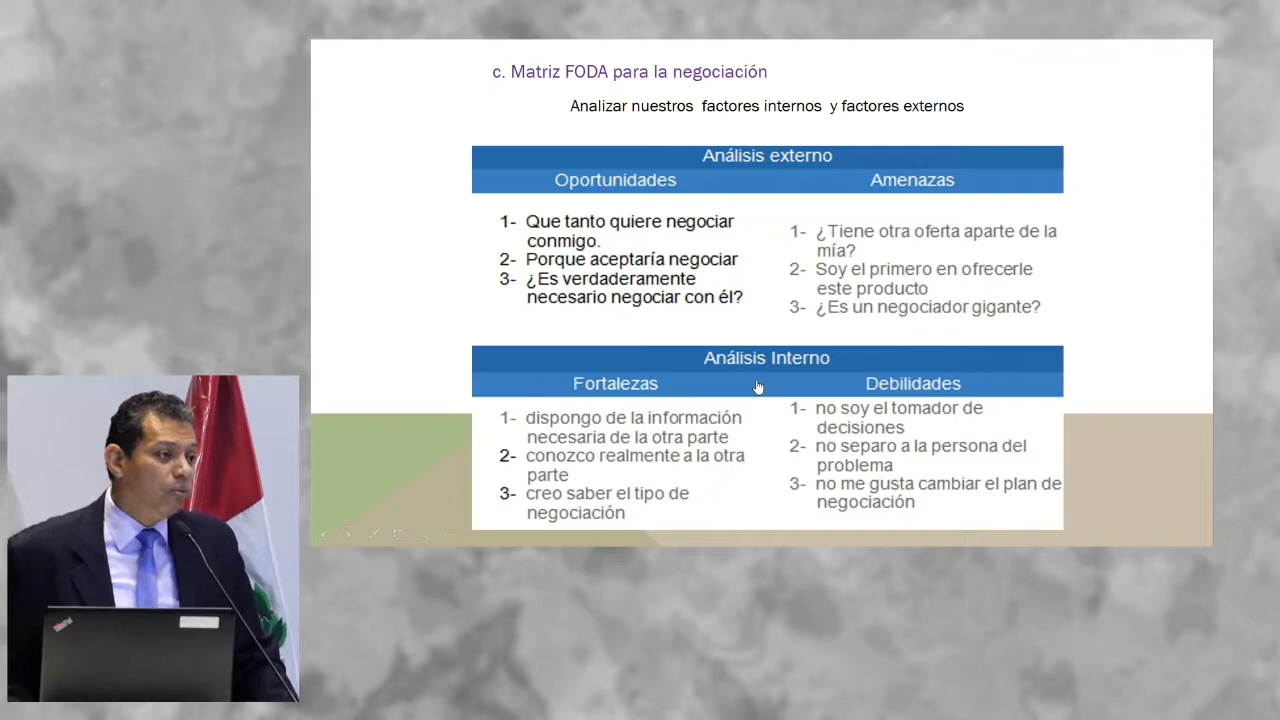 c. Matriz FODA para la negociación
Analizar nuestros factores internos y factores externos
Análisis externo
Oportunidades
Amenazas
1- Que tanto quiere negociar
conmigo.
2- Porque aceptaría negociar
3- ¿Es verdaderamente
necesario negociar con él?
1- ¿Tiene otra oferta aparte de la
mía?
2- Soy el primero en ofrecerle
este producto
3- ¿Es un negociador gigante?
Análisis Interno
Fortalezas
Debilidades
1- dispongo de la información
necesaria de la otra parte
2- conozco realmente a la otra
parte
3- creo saber el tipo de
negociación
1- no soy el tomador de
decisiones
2- no separo a la persona del
problema
3- no me gusta cambiar el plan de
negociación